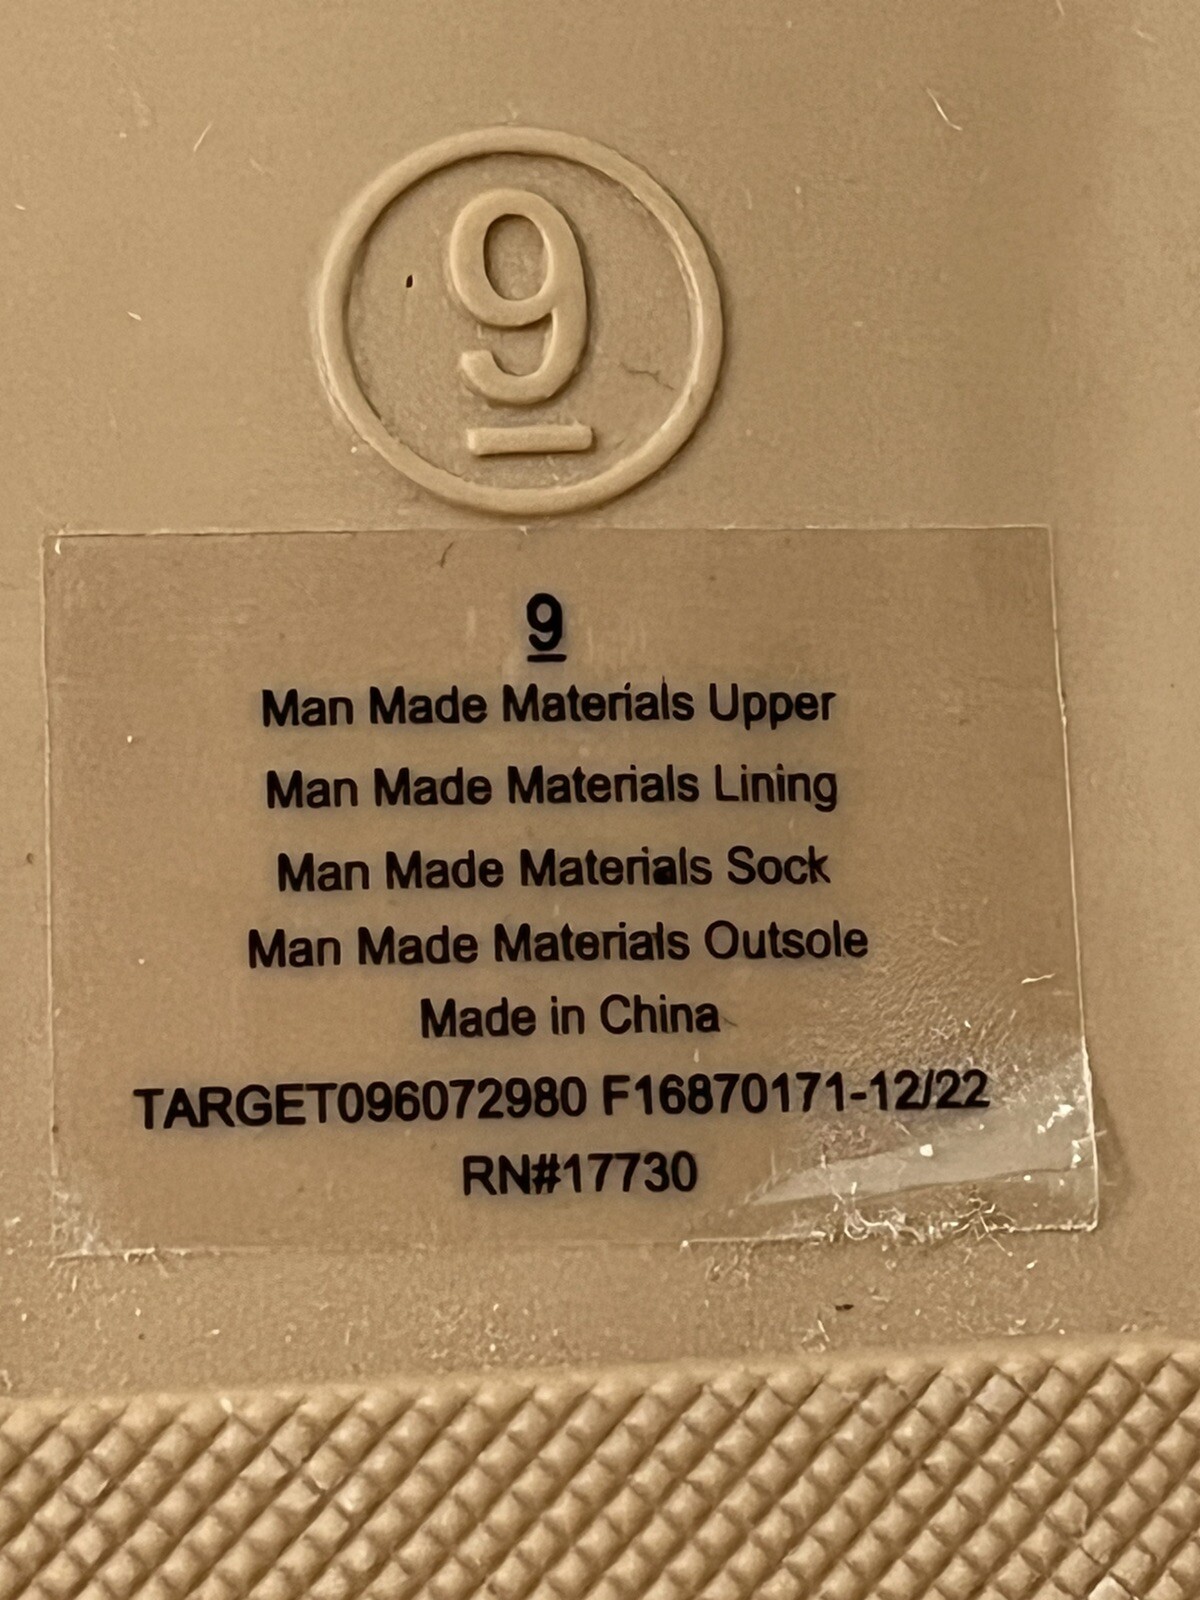 9
9
Man Made Materials Upper
Man Made Materials Lining
Man Made Materials Sock
Man Made Materials Outsole
Made in China
TARGET096072980 F16870171-12/22
RN#17730